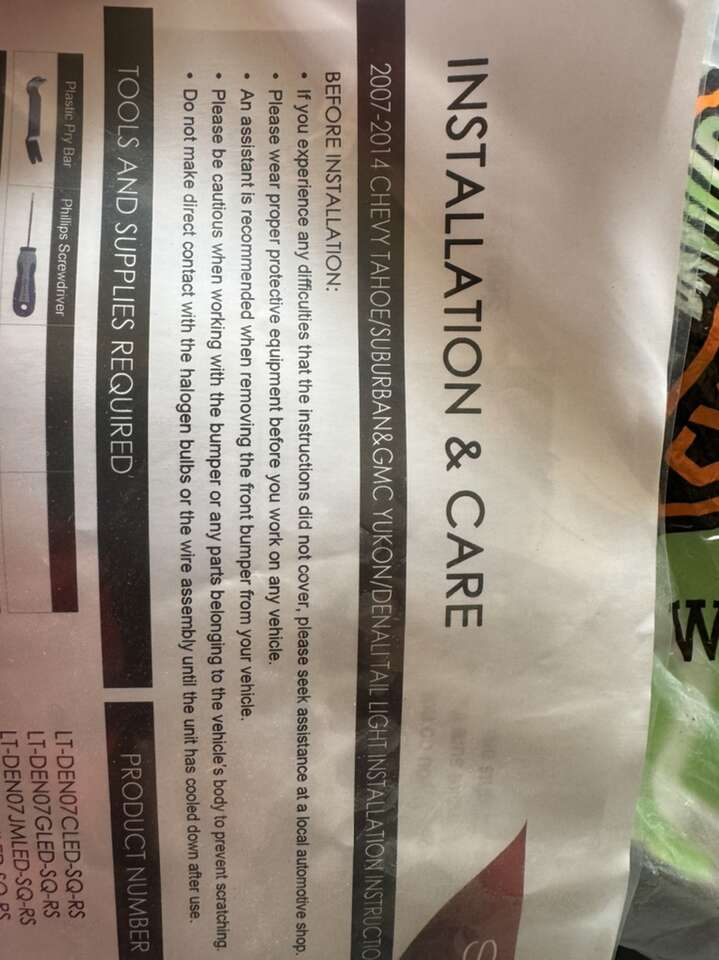 INSTALLATION & CARE
2007-2014 CHEVY TAHOE/SUBURBAN&GMC YUKON/DENALI TAIL LIGHT INSTALLATION INSTRUCTIO
BEFORE INSTALLATION:
• If you experience any difficulties that the instructions did not cover, please seek assistance at a local automotive shop.
• Please wear proper protective equipment before you work on any vehicle.
• An assistant is recommended when removing the front bumper from your vehicle.
• Please be cautious when working with the bumper or any parts belonging to the vehicle's body to prevent scratching.
• Do not make direct contact with the halogen bulbs or the wire assembly until the unit has cooled down after use.
TOOLS AND SUPPLIES REQUIRED
PRODUCT NUMBER
Plastic Pry Bar
Phillips Screwdriver
LT-DEN07CLED-SQ-RS
LT-DEN07GLED-SQ-RS
LT-DEN07JMLED-SQ-RS
W
S